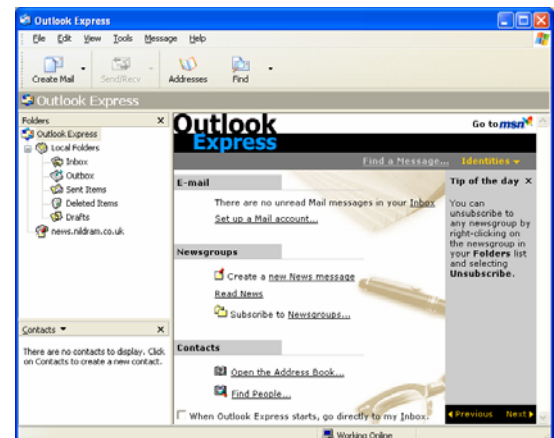 Outlook Express
File Edit View Tools Message Help
Create Mail Send/Recv Addresses Find
Outlook Express
Folders x
Outlook Express
Local Folders
Inbox
Outbox
Sent Items
Deleted Items
Drafts
news.nildram.co.uk
Contacts x
There are no contacts to display. Click
on Contacts to create a new contact.
Outlook
Express
Go to msn
Find a Message... Identities
E-mail
There are no unread Mail messages in your Inbox
Set up a Mail account...
Newsgroups
Create a new News message
Read News
Subscribe to Newsgroups...
Contacts
Open the Address Book...
Find People...
When Outlook Express starts, go directly to my Inbox.
Tip of the day x
You can
unsubscribe to
any newsgroup by
right-clicking on
the newsgroup in
your Folders list
and selecting
Unsubscribe.
Previous Next
Working Online